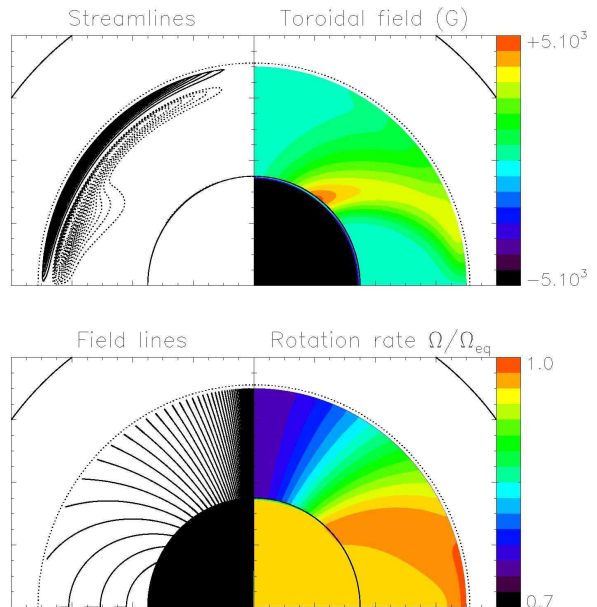 Streamlines
Toroidal field (G)
+5.10³
-5.10³
Field lines
Rotation rate Ω/Ω_eq
1.0
0.7